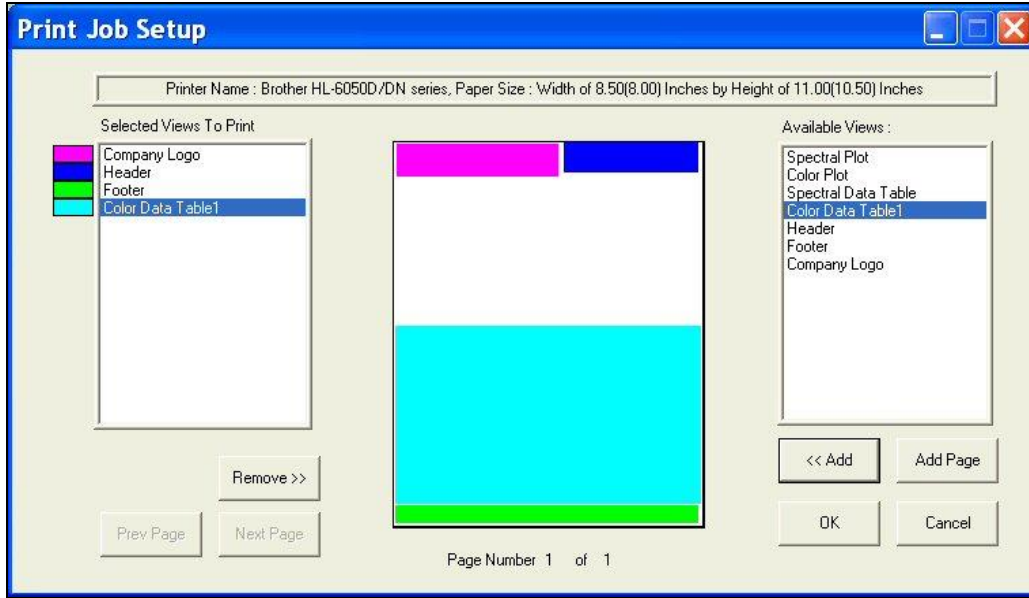 Print Job Setup
Printer Name : Brother HL-6050D/DN series, Paper Size : Width of 8.50(8.00) Inches by Height of 11.00(10.50) Inches
Selected Views To Print
Company Logo
Header
Footer
Color Data Table1
Available Views :
Spectral Plot
Color Plot
Spectral Data Table
Color Data Table1
Header
Footer
Company Logo
Remove >>
<< Add
Add Page
Prev Page
Next Page
OK
Cancel
Page Number 1 of 1